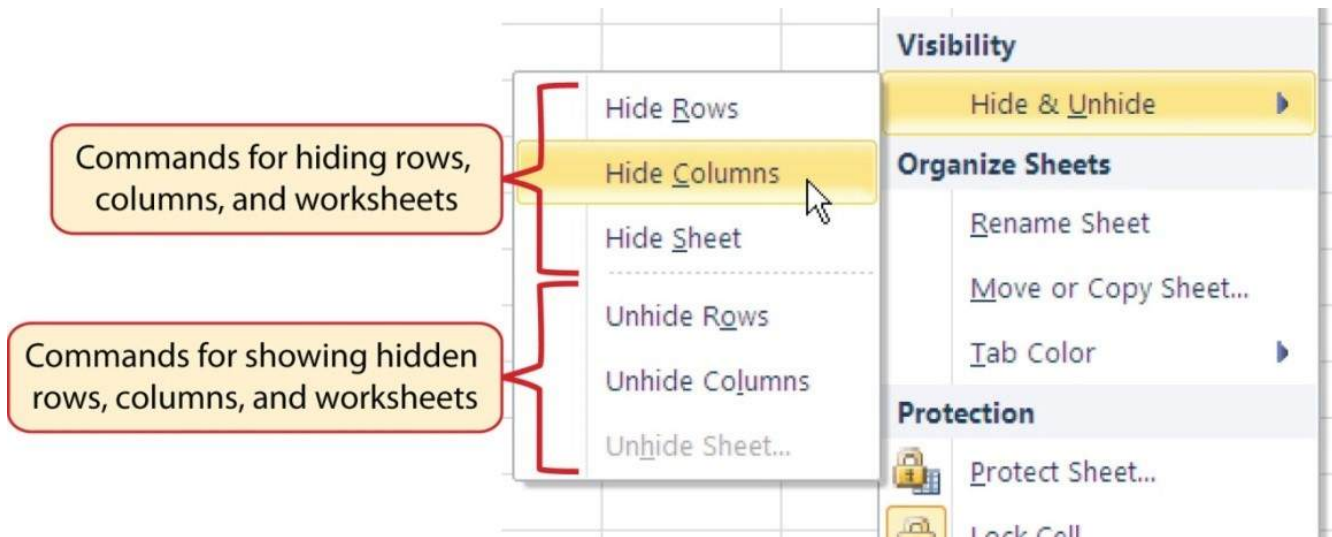 Commands for hiding rows,
columns, and worksheets
Commands for showing hidden
rows, columns, and worksheets
Hide Rows
Hide Columns
Hide Sheet
Unhide Rows
Unhide Columns
Unhide Sheet...
Visibility
Hide & Unhide
Organize Sheets
Rename Sheet
Move or Copy Sheet...
Tab Color
Protection
Protect Sheet...
Lock Cell